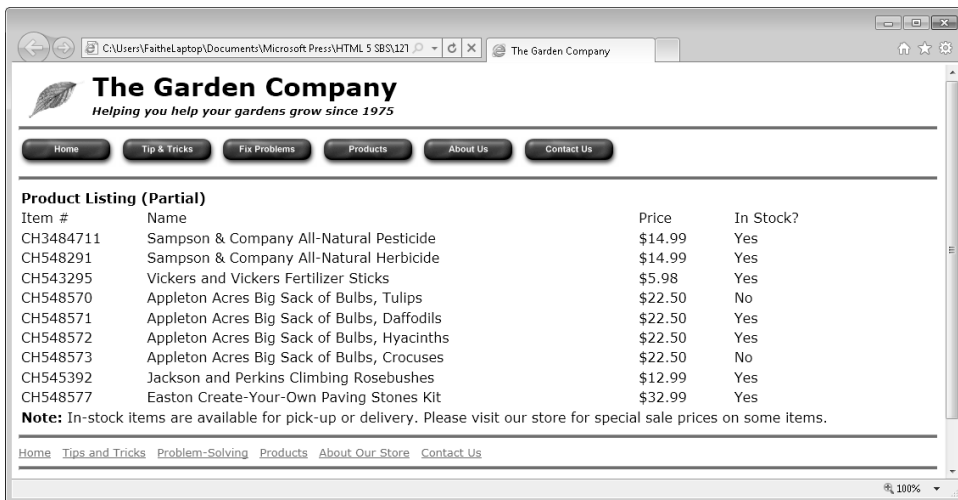 C:\Users\FaitheLaptop\Documents\Microsoft Press\HTML 5 SBS\12T
The Garden Company
The Garden Company
Helping you help your gardens grow since 1975
Home Tip & Tricks Fix Problems Products About Us Contact Us
Product Listing (Partial)
Item # Name Price In Stock?
CH3484711 Sampson & Company All-Natural Pesticide $14.99 Yes
CH548291 Sampson & Company All-Natural Herbicide $14.99 Yes
CH543295 Vickers and Vickers Fertilizer Sticks $5.98 Yes
CH548570 Appleton Acres Big Sack of Bulbs, Tulips $22.50 No
CH548571 Appleton Acres Big Sack of Bulbs, Daffodils $22.50 Yes
CH548572 Appleton Acres Big Sack of Bulbs, Hyacinths $22.50 Yes
CH548573 Appleton Acres Big Sack of Bulbs, Crocuses $22.50 No
CH545392 Jackson and Perkins Climbing Rosebushes $12.99 Yes
CH548577 Easton Create-Your-Own Paving Stones Kit $32.99 Yes
Note: In-stock items are available for pick-up or delivery. Please visit our store for special sale prices on some items.
Home Tips and Tricks Problem-Solving Products About Our Store Contact Us
100%